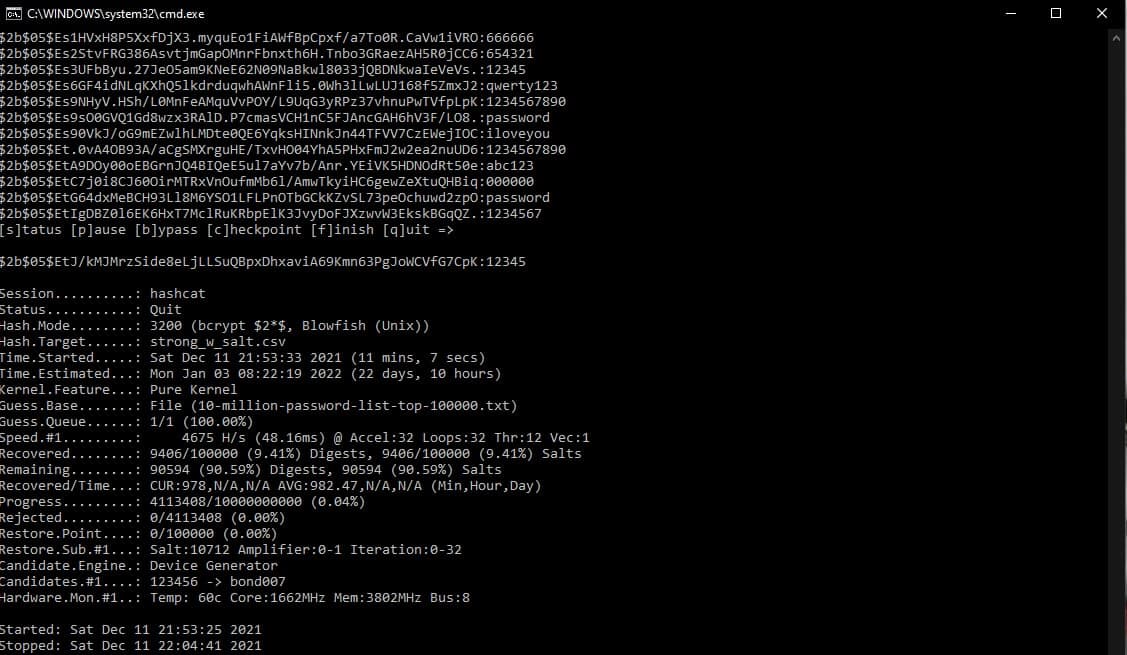 C:\WINDOWS\system32\cmd.exe
$2b$05$Es1HVxH8P5XxfDjX3.myquEo1FiAWfBpCpxf/a7To0R.CaVw1iVRO:666666
$2b$05$Es2StvFRG386AsvtjmGapOMnrFbnxth6H.Tnbo3GRaezAH5R0jCC6:654321
$2b$05$Es3UFbByu.27JeO5am9KNeE62N09NaBkwl8033jQBDNkwaIeVeVs.:12345
$2b$05$Es6GF4idNLqKXhQ5lkdrduqwhAWnFli5.0Wh3lLwLUJ168f5ZmxJ2:qwerty123
$2b$05$Es9NHyV.HSh/L0MnFeAMquVvPOY/L9UqG3yRPz37vhnuPwTVfpLpK:1234567890
$2b$05$Es9sO0GVQ1Gd8wzx3RAlD.P7cmasVCH1nC5FJAncGAH6hV3F/LO8.:password
$2b$05$Es90VkJ/oG9mEZwlhLMDte0QE6YqksHINnkJn44TFVV7CzEWejIOC:iloveyou
$2b$05$Et.0vA4OB93A/aCgSMXrguHE/TxvHO04YhA5PHxFmJ2w2ea2nuUD6:1234567890
$2b$05$EtA9DOy00oEBGrnJQ4BIQeE5ul7aYv7b/Anr.YEiVK5HDNOdRt50e:abc123
$2b$05$EtC7j0i8CJ60OirMTRxVnOufmMb6l/AmwTkyiHC6gewZeXtuQHBiq:000000
$2b$05$EtG64dxMeBCH93Ll8M6YSO1LFLPnOTbGCkKZvSL73peOchuwd2zpO:password
$2b$05$EtIgDBZ0l6EK6HxT7MclRuKRbpElK3JvyDoFJXzwvW3EkskBGqQZ.:1234567
[s]tatus [p]ause [b]ypass [c]heckpoint [f]inish [q]uit =>
$2b$05$EtJ/kMJMrzSide8eLjLLSuQBpxDhxaviA69Kmn63PgJoWCVfG7CpK:12345
Session..........: hashcat
Status...........: Quit
Hash.Mode........: 3200 (bcrypt $2*$, Blowfish (Unix))
Hash.Target......: strong_w_salt.csv
Time.Started.....: Sat Dec 11 21:53:33 2021 (11 mins, 7 secs)
Time.Estimated...: Mon Jan 03 08:22:19 2022 (22 days, 10 hours)
Kernel.Feature...: Pure Kernel
Guess.Base.......: File (10-million-password-list-top-100000.txt)
Guess.Queue......: 1/1 (100.00%)
Speed.#1.........:     4675 H/s (48.16ms) @ Accel:32 Loops:32 Thr:12 Vec:1
Recovered........: 9406/100000 (9.41%) Digests, 9406/100000 (9.41%) Salts
Remaining........: 90594 (90.59%) Digests, 90594 (90.59%) Salts
Recovered/Time...: CUR:978,N/A,N/A AVG:982.47,N/A,N/A (Min,Hour,Day)
Progress.........: 4113408/10000000000 (0.04%)
Rejected.........: 0/4113408 (0.00%)
Restore.Point....: 0/100000 (0.00%)
Restore.Sub.#1...: Salt:10712 Amplifier:0-1 Iteration:0-32
Candidate.Engine.: Device Generator
Candidates.#1....: 123456 -> bond007
Hardware.Mon.#1..: Temp: 60c Core:1662MHz Mem:3802MHz Bus:8
Started: Sat Dec 11 21:53:25 2021
Stopped: Sat Dec 11 22:04:41 2021